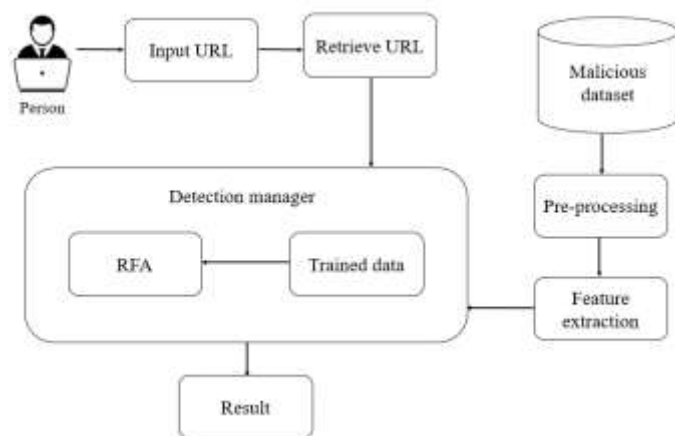 Input URL
Retrieve URL
Person
Malicious
dataset
Pre-processing
Feature
extraction
Detection manager
RFA
Trained data
Result